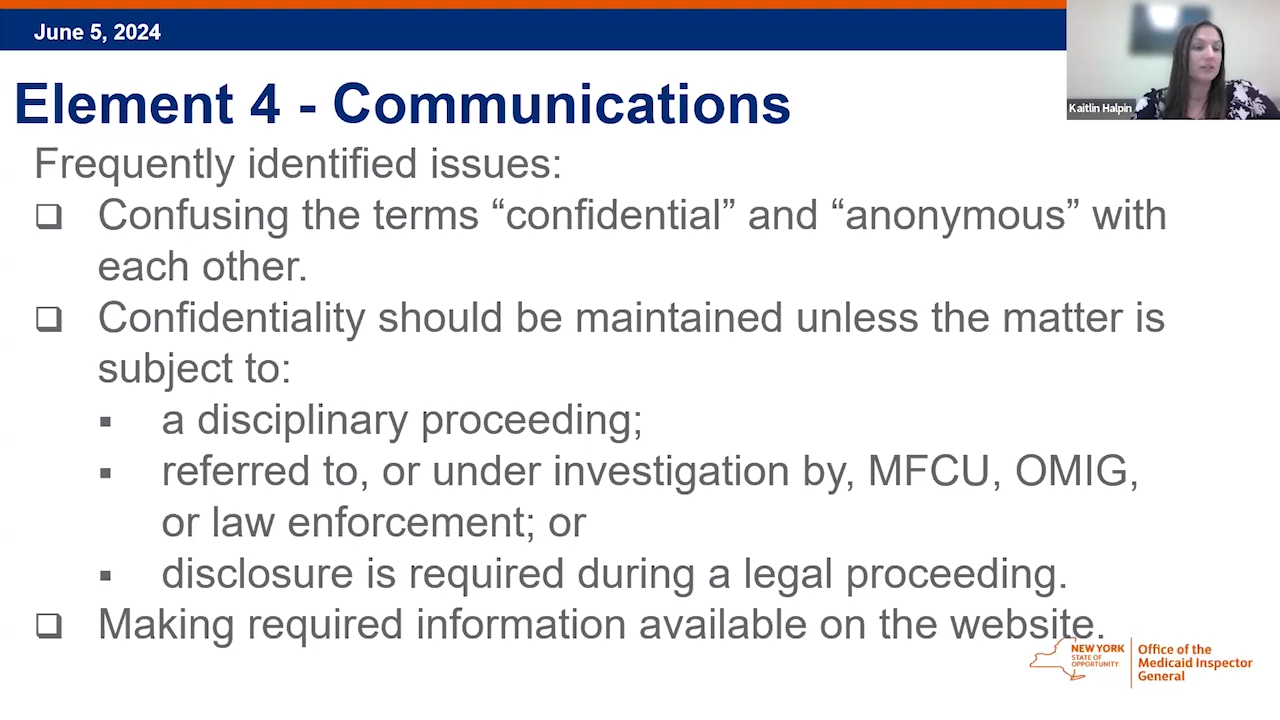 June 5, 2024
Kaitlin Halpin
Element 4 - Communications
Frequently identified issues:
Confusing the terms “confidential” and “anonymous” with
each other.
Confidentiality should be maintained unless the matter is
subject to:
a disciplinary proceeding;
referred to, or under investigation by, MFCU, OMIG,
or law enforcement; or
disclosure is required during a legal proceeding.
Making required information available on the website.
NEW YORK
STATE OF
OPPORTUNITY.
Office of the
Medicaid Inspector
General